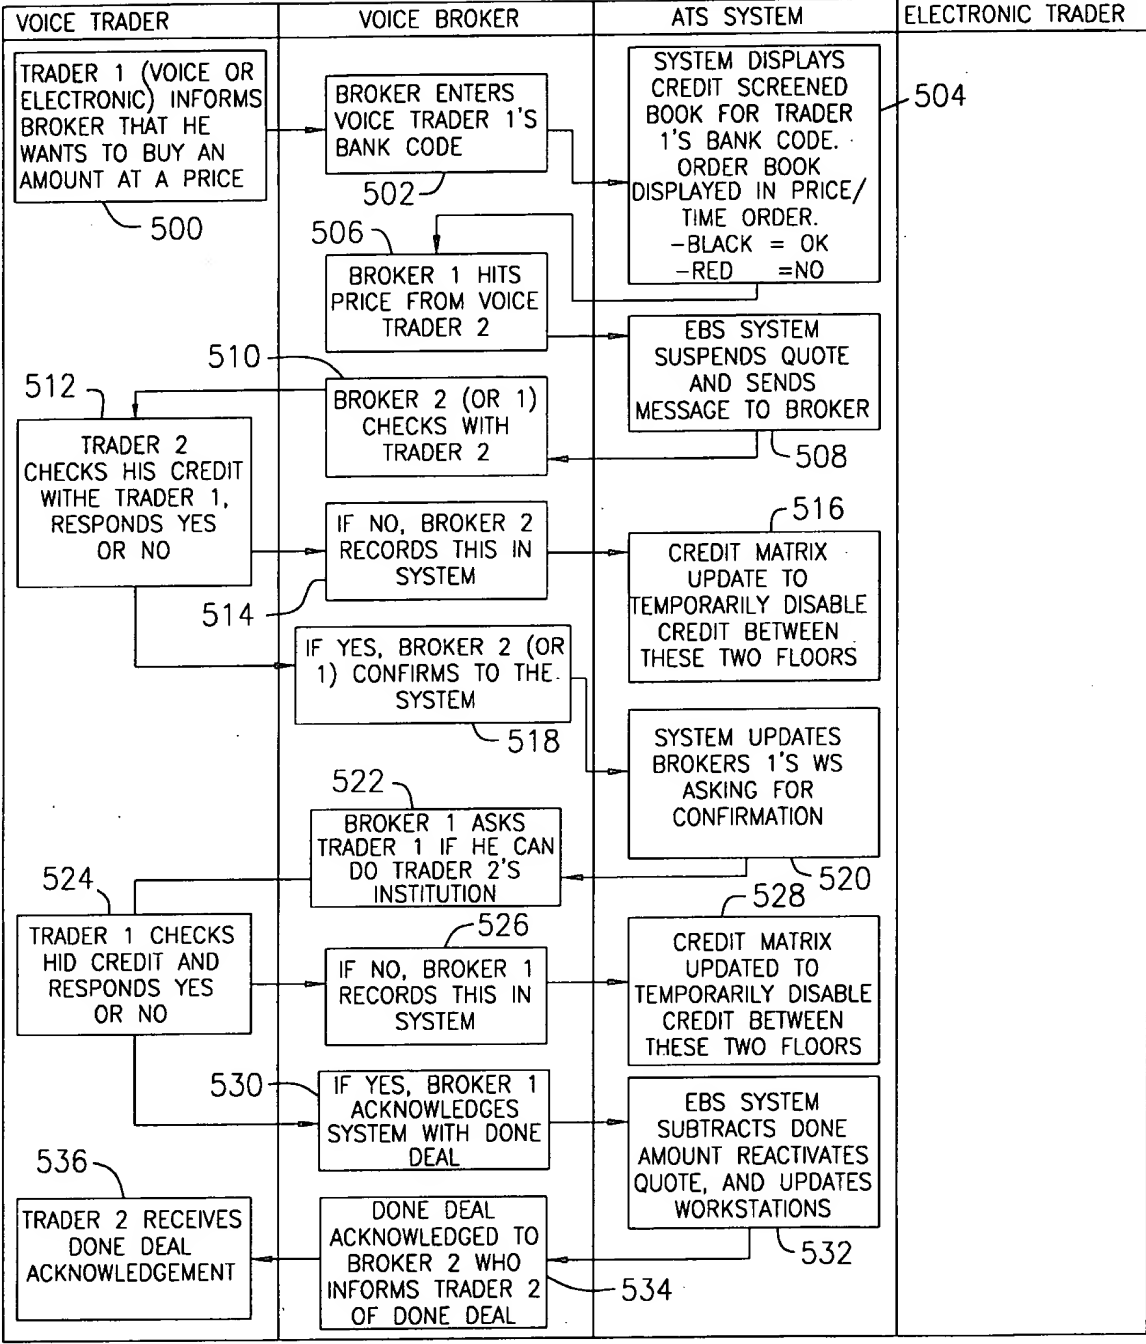 VOICE TRADER
VOICE BROKER
ATS SYSTEM
ELECTRONIC TRADER
TRADER 1 (VOICE OR
ELECTRONIC) INFORMS
BROKER THAT HE
WANTS TO BUY AN
AMOUNT AT A PRICE
500
BROKER ENTERS
VOICE TRADER 1'S
BANK CODE
502
SYSTEM DISPLAYS
CREDIT SCREENED
BOOK FOR TRADER
1'S BANK CODE.
ORDER BOOK
DISPLAYED IN PRICE/
TIME ORDER.
-BLACK = OK
-RED =NO
504
506
BROKER 1 HITS
PRICE FROM VOICE
TRADER 2
EBS SYSTEM
SUSPENDS QUOTE
AND SENDS
MESSAGE TO BROKER
508
510
BROKER 2 (OR 1)
CHECKS WITH
TRADER 2
512
TRADER 2
CHECKS HIS CREDIT
WITHE TRADER 1,
RESPONDS YES
OR NO
IF NO, BROKER 2
RECORDS THIS IN
SYSTEM
514
516
CREDIT MATRIX
UPDATE TO
TEMPORARILY DISABLE
CREDIT BETWEEN
THESE TWO FLOORS
IF YES, BROKER 2 (OR
1) CONFIRMS TO THE
SYSTEM
518
SYSTEM UPDATES
BROKERS 1'S WS
ASKING FOR
CONFIRMATION
520
522
BROKER 1 ASKS
TRADER 1 IF HE CAN
DO TRADER 2'S
INSTITUTION
524
TRADER 1 CHECKS
HID CREDIT AND
RESPONDS YES
OR NO
526
IF NO, BROKER 1
RECORDS THIS IN
SYSTEM
528
CREDIT MATRIX
UPDATED TO
TEMPORARILY DISABLE
CREDIT BETWEEN
THESE TWO FLOORS
530
IF YES, BROKER 1
ACKNOWLEDGES
SYSTEM WITH DONE
DEAL
EBS SYSTEM
SUBTRACTS DONE
AMOUNT REACTIVATES
QUOTE, AND UPDATES
WORKSTATIONS
532
DONE DEAL
ACKNOWLEDGED TO
BROKER 2 WHO
INFORMS TRADER 2
OF DONE DEAL
534
536
TRADER 2 RECEIVES
DONE DEAL
ACKNOWLEDGEMENT